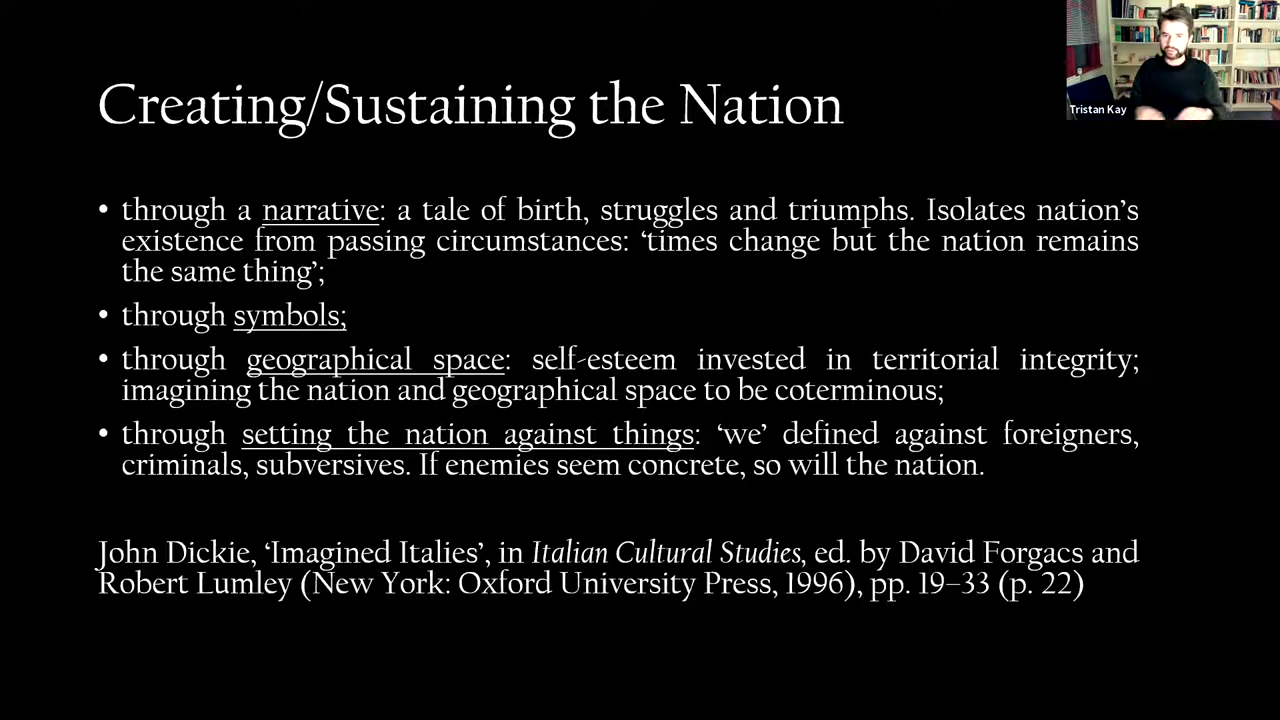 Tristan Kay
Creating/Sustaining the Nation
• through a narrative: a tale of birth, struggles and triumphs. Isolates nation’s
existence from passing circumstances: ‘times change but the nation remains
the same thing’;
• through symbols;
• through geographical space: self-esteem invested in territorial integrity;
imagining the nation and geographical space to be coterminous;
• through setting the nation against things: ‘we’ defined against foreigners,
criminals, subversives. If enemies seem concrete, so will the nation.
John Dickie, ‘Imagined Italies’, in Italian Cultural Studies, ed. by David Forgacs and
Robert Lumley (New York: Oxford University Press, 1996), pp. 19–33 (p. 22)